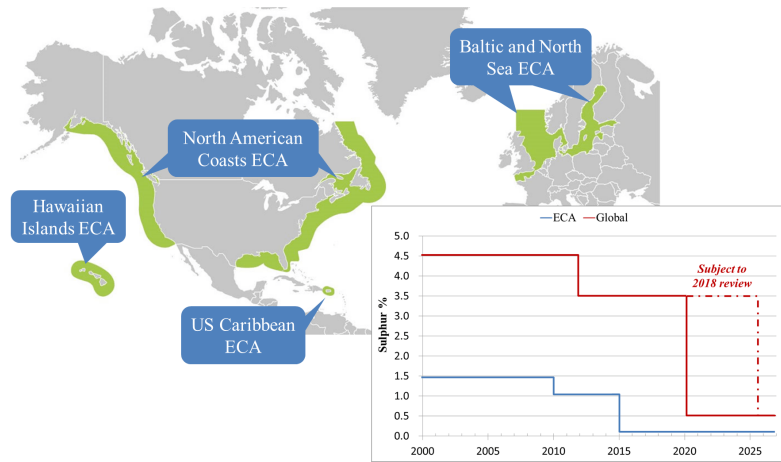 Baltic and North
Sea ECA
North American
Coasts ECA
Hawaiian
Islands ECA
US Caribbean
ECA
ECA
Global
Subject to
2018 review
Sulphur %
5.0
4.5
4.0
3.5
3.0
2.5
2.0
1.5
1.0
0.5
0.0
2000
2005
2010
2015
2020
2025